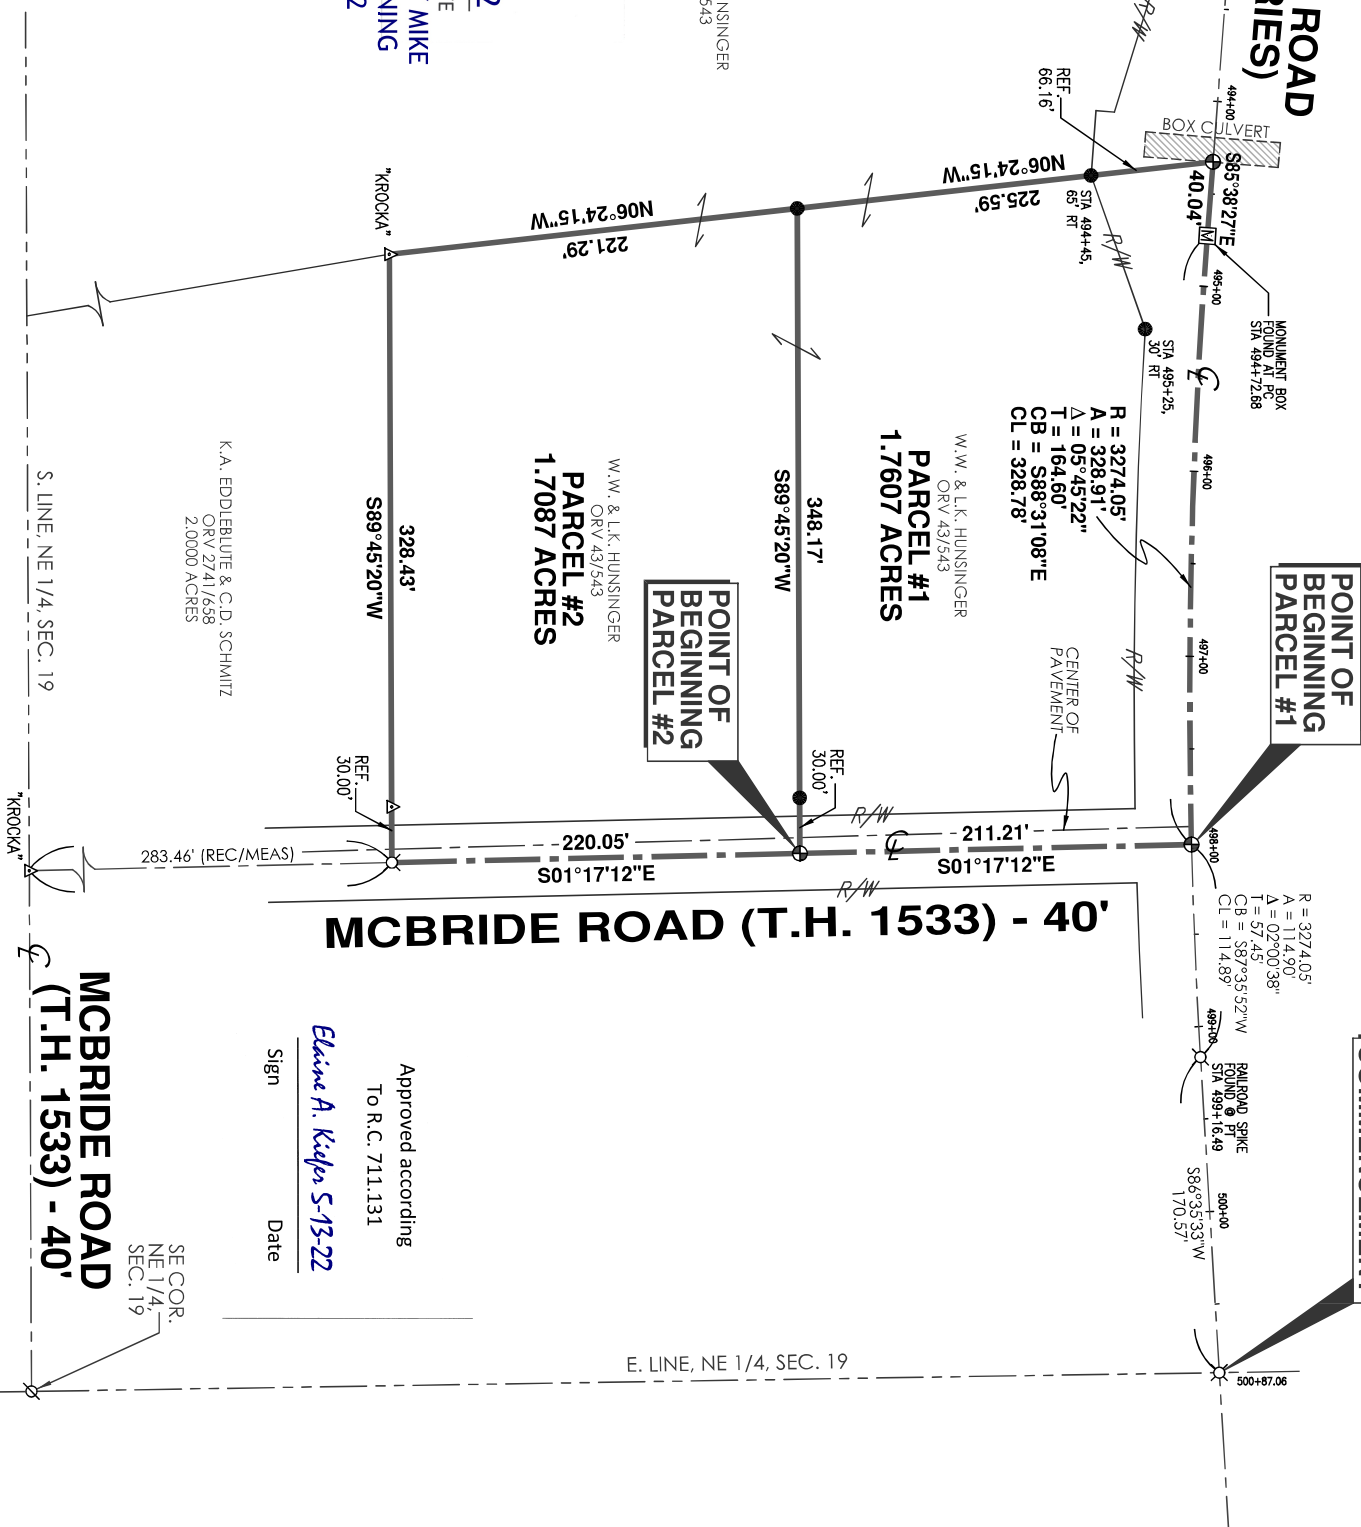 ROAD
RIES)
MIKE
NING
NSINGER
543
R/W
REF.
66.16'
494+00
BOX CULVERT
S85°38'27"E
40.04'
M
495+00
MONUMENT BOX
FOUND AT PC
STA 494+72.68
N06°24'15"W
225.59'
STA 494+45,
65' RT
R/W
STA 495+25,
30' RT
N06°24'15"W
221.29'
"KROCKA"
R = 3274.05'
A = 328.91'
Δ = 05°45'22"
T = 164.60'
CB = S88°31'08"E
CL = 328.78'
496+00
497+00
498+00
W.W. & L.K. HUNSINGER
ORV 43/543
PARCEL #1
1.7607 ACRES
348.17'
S89°45'20"W
W.W. & L.K. HUNSINGER
ORV 43/543
PARCEL #2
1.7087 ACRES
328.43'
S89°45'20"W
POINT OF
BEGINNING
PARCEL #1
POINT OF
BEGINNING
PARCEL #2
CENTER OF
PAVEMENT
R/W
REF.
30.00'
REF.
30.00'
R/W
R/W
220.05'
S01°17'12"E
211.21'
S01°17'12"E
283.46' (REC/MEAS)
K.A. EDDLEBLUTE & C.D. SCHMITZ
ORV 2741/658
2.0000 ACRES
S. LINE, NE 1/4, SEC. 19
"KROCKA"
MCBRIDE ROAD (T.H. 1533) - 40'
MCBRIDE ROAD
(T.H. 1533) - 40'
R = 3274.05'
A = 114.90'
Δ = 02°00'38"
T = 57.45'
CB = S87°35'52"W
CL = 114.89'
499+00
RAILROAD SPIKE
FOUND @ PT
STA 499+16.49
S86°35'33"W
170.57'
500+00
500+87.06
Approved according
To R.C. 711.131
Elaine A. Kiefer 5-13-22
Sign Date
SE COR.
NE 1/4,
SEC. 19
E. LINE, NE 1/4, SEC. 19